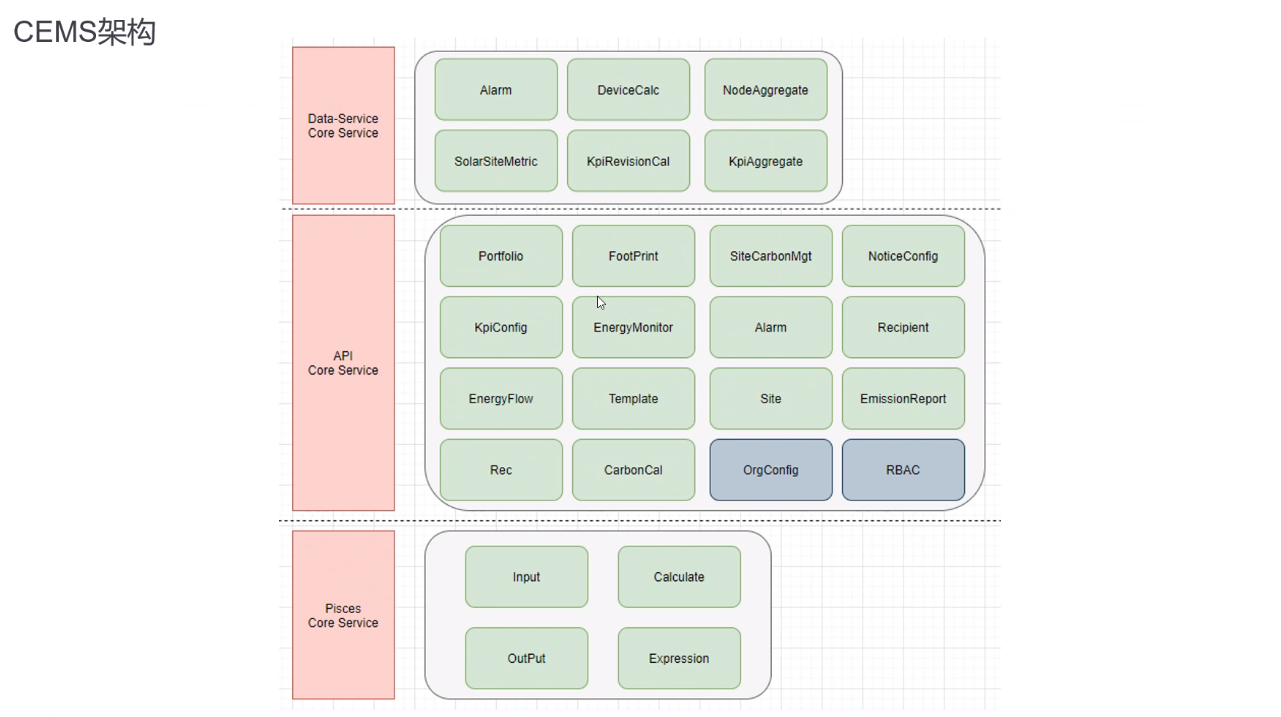 CEMS架构
Data-Service
Core Service
Alarm
DeviceCalc
NodeAggregate
SolarSiteMetric
KpiRevisionCal
KpiAggregate
API
Core Service
Portfolio
FootPrint
SiteCarbonMgt
NoticeConfig
KpiConfig
EnergyMonitor
Alarm
Recipient
EnergyFlow
Template
Site
EmissionReport
Rec
CarbonCal
OrgConfig
RBAC
Pisces
Core Service
Input
Calculate
OutPut
Expression